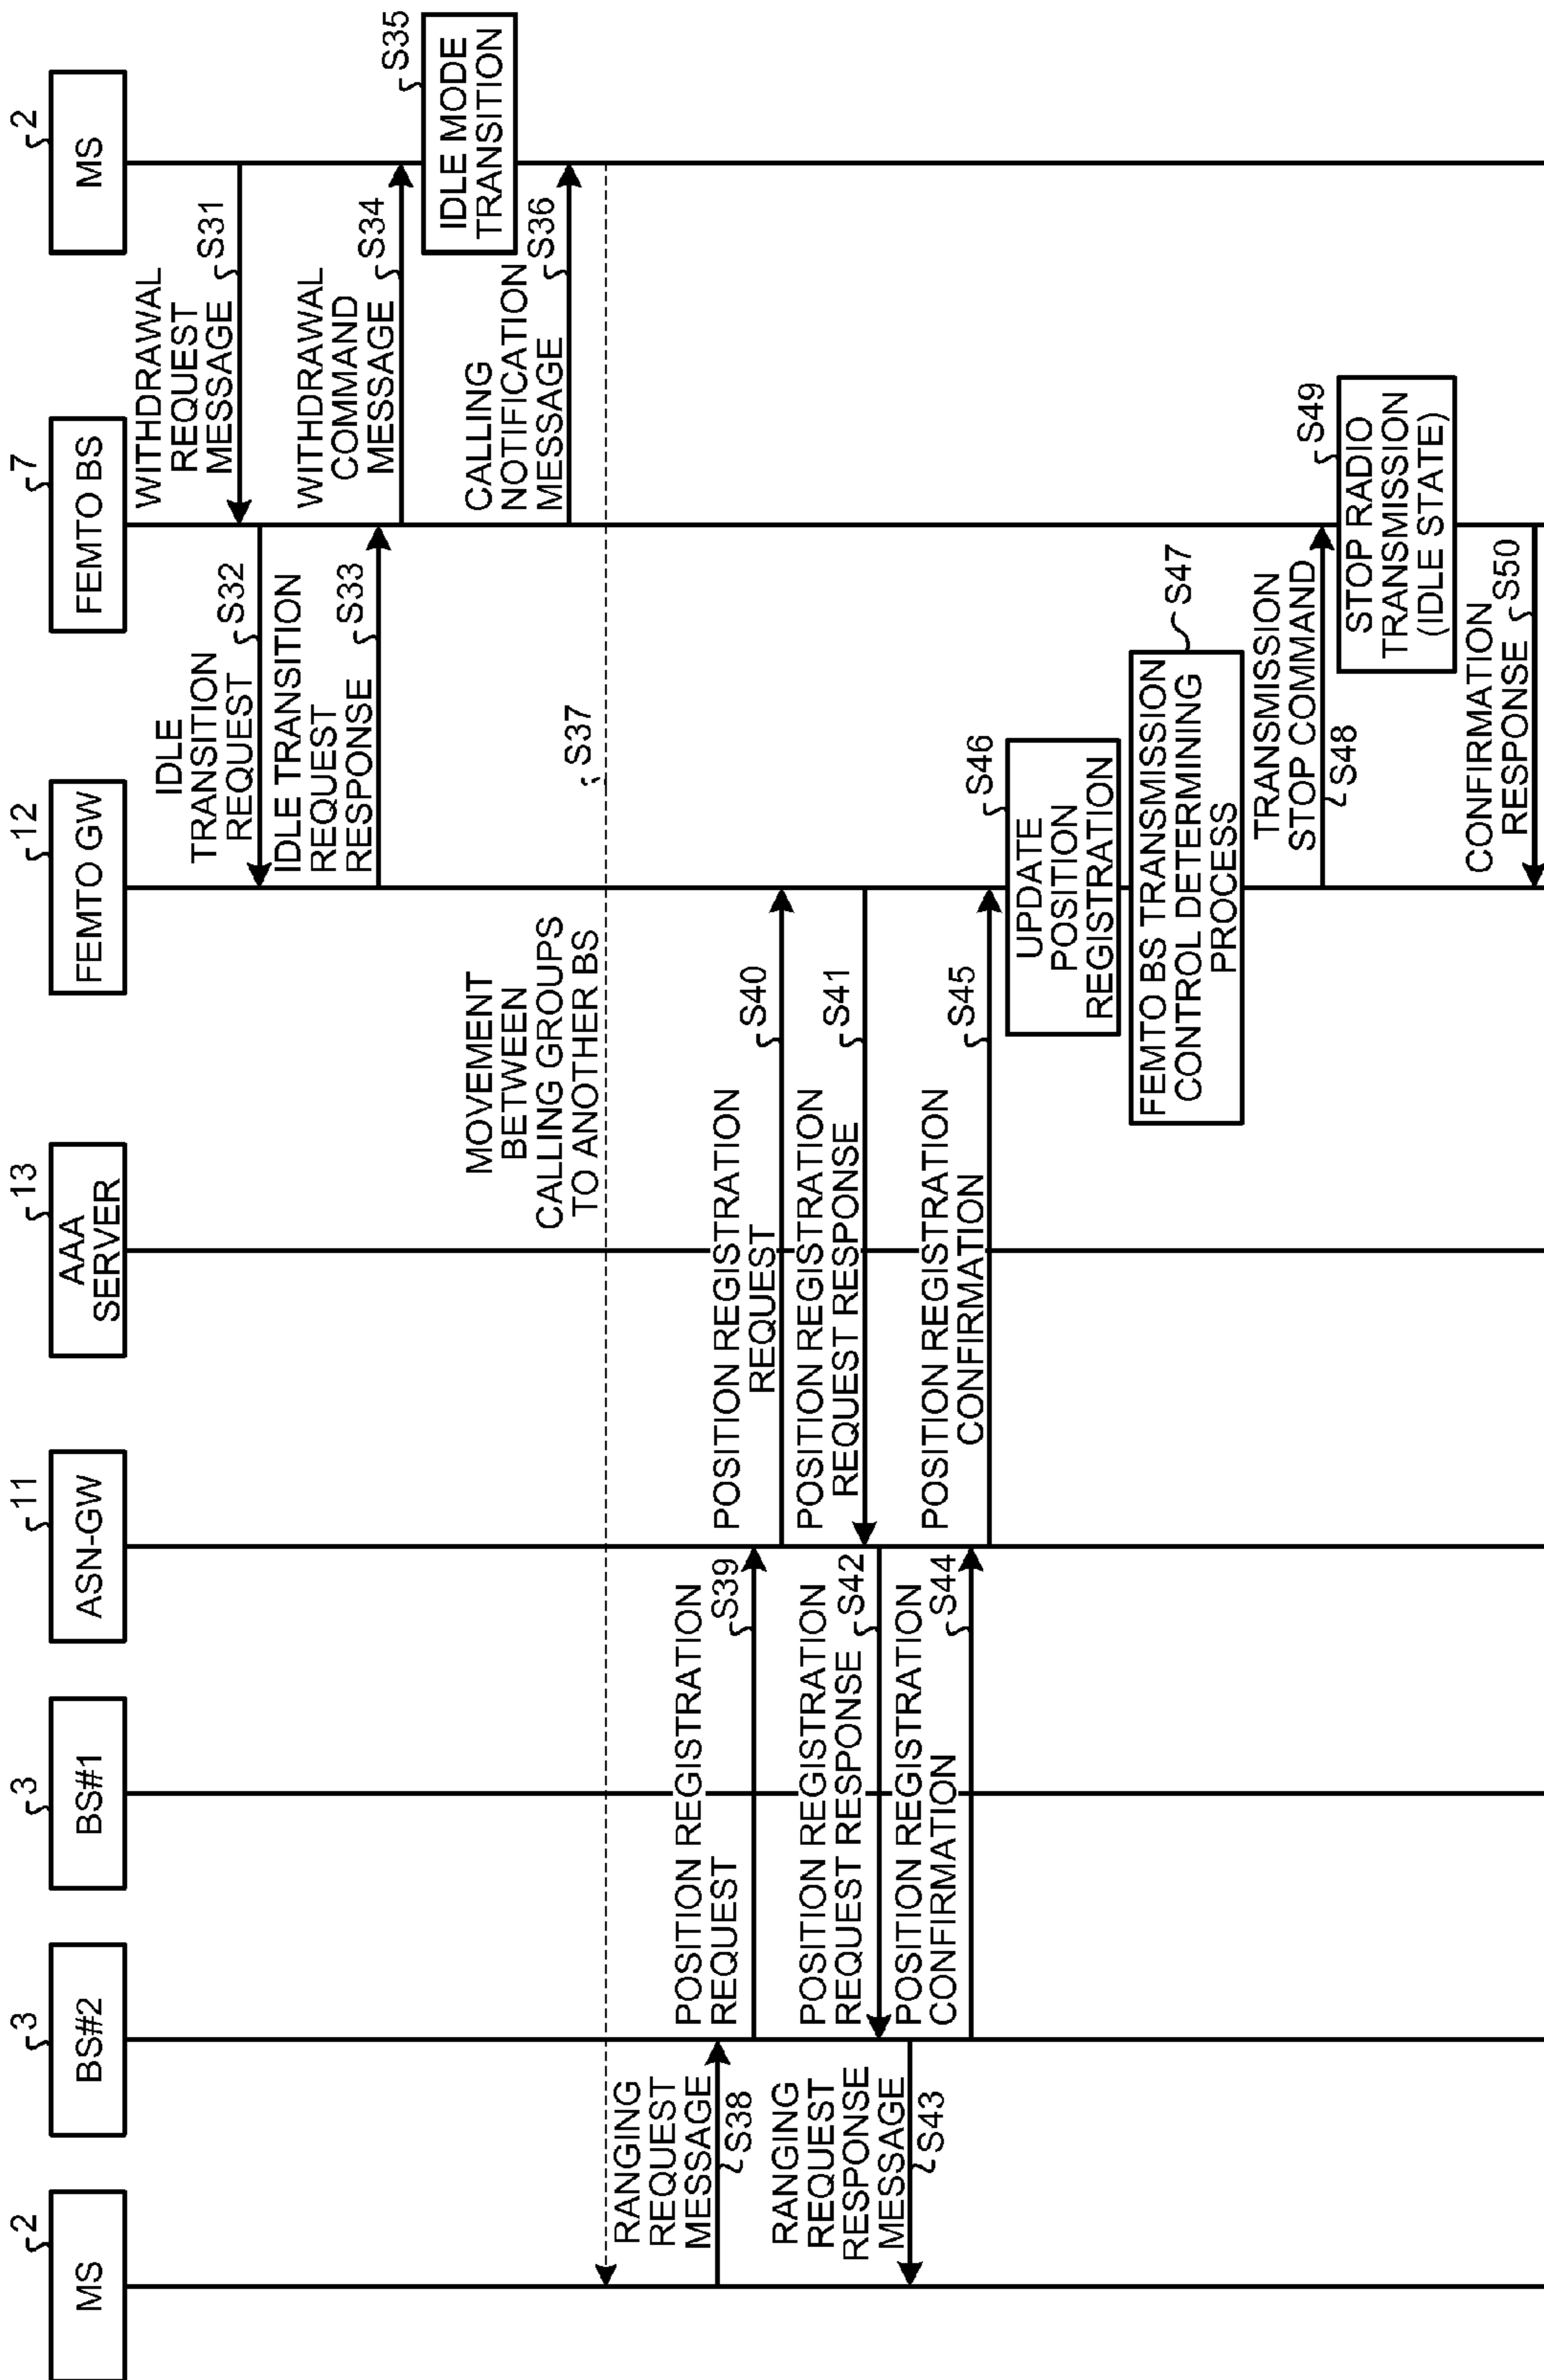 2
MS
3
BS#2
3
BS#1
11
ASN-GW
13
AAA
SERVER
12
FEMTO GW
7
FEMTO BS
2
MS
WITHDRAWAL
REQUEST
MESSAGE
S31
IDLE
TRANSITION
REQUEST
S32
IDLE TRANSITION
REQUEST
RESPONSE
S33
WITHDRAWAL
COMMAND
MESSAGE
S34
S35
IDLE MODE
TRANSITION
CALLING
NOTIFICATION
MESSAGE
S36
MOVEMENT
BETWEEN
CALLING GROUPS
TO ANOTHER BS
S37
RANGING
REQUEST
MESSAGE
S38
POSITION REGISTRATION
REQUEST
S39
POSITION REGISTRATION
REQUEST
S40
POSITION REGISTRATION
REQUEST RESPONSE
S41
POSITION REGISTRATION
REQUEST RESPONSE
S42
RANGING
REQUEST
RESPONSE
MESSAGE
S43
POSITION REGISTRATION
CONFIRMATION
S44
POSITION REGISTRATION
CONFIRMATION
S45
S46
UPDATE
POSITION
REGISTRATION
S47
FEMTO BS TRANSMISSION
CONTROL DETERMINING
PROCESS
TRANSMISSION
STOP COMMAND
S48
S49
STOP RADIO
TRANSMISSION
(IDLE STATE)
CONFIRMATION
RESPONSE
S50